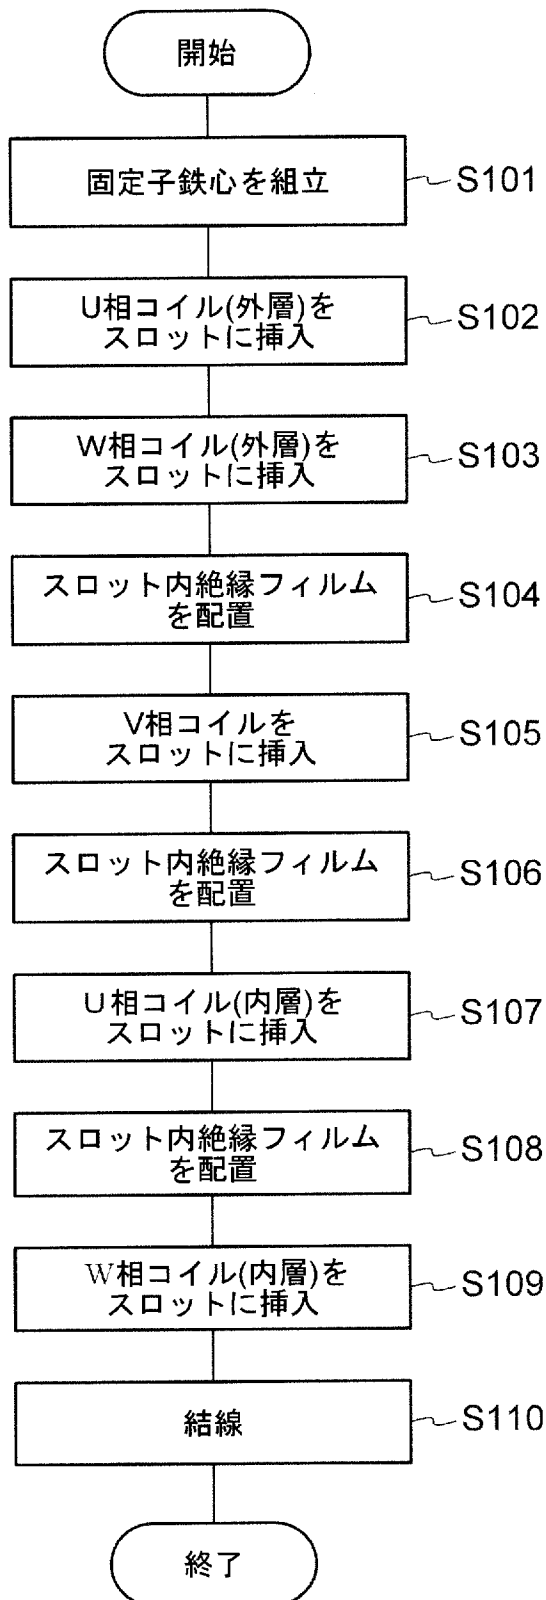 開始
固定子鉄心を組立
S101
U相コイル(外層)を
スロットに挿入
S102
W相コイル(外層)を
スロットに挿入
S103
スロット内絶縁フィルム
を配置
S104
V相コイルを
スロットに挿入
S105
スロット内絶縁フィルム
を配置
S106
U相コイル(内層)を
スロットに挿入
S107
スロット内絶縁フィルム
を配置
S108
W相コイル(内層)を
スロットに挿入
S109
結線
S110
終了